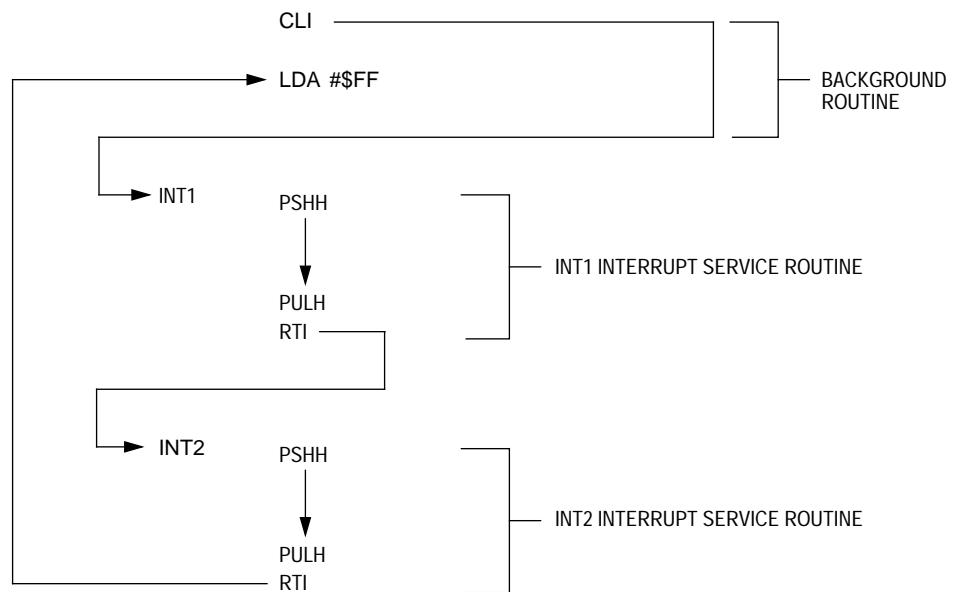 CLI
LDA #$FF
BACKGROUND
ROUTINE
INT1
PSHH
INT1 INTERRUPT SERVICE ROUTINE
PULH
RTI
INT2
PSHH
INT2 INTERRUPT SERVICE ROUTINE
PULH
RTI